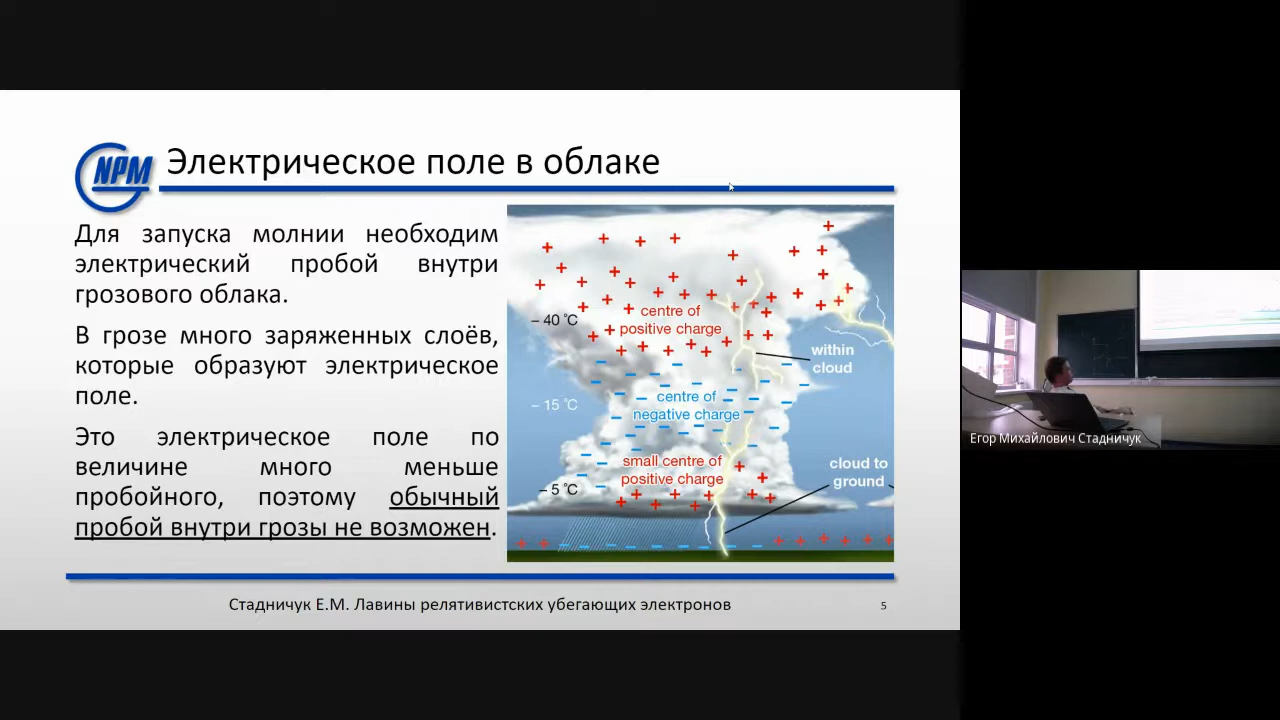 NPM
Электрическое поле в облаке
Для запуска молнии необходим
электрический пробой внутри
грозового облака.
В грозе много заряженных слоёв,
которые образуют электрическое
поле.
Это электрическое поле по
величине много меньше
пробойного, поэтому обычный
пробой внутри грозы не возможен.
– 40 °C
centre of
positive charge
within
cloud
– 15 °C
centre of
negative charge
small centre of
positive charge
cloud to
ground
– 5 °C
Стадничук Е.М. Лавины релятивистских убегающих электронов
5
Егор Михайлович Стадничук